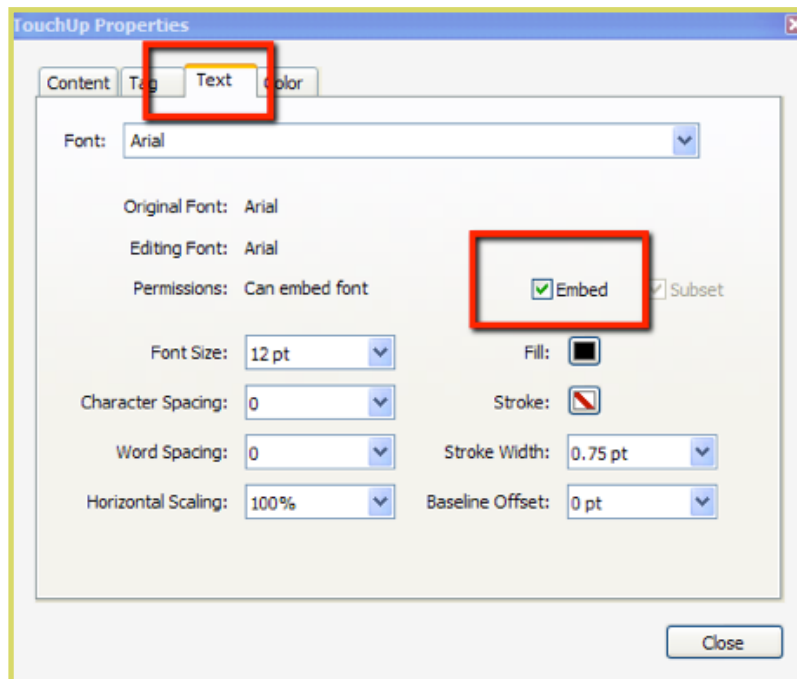 TouchUp Properties
Content Tag Text Color
Font: Arial
Original Font: Arial
Editing Font: Arial
Permissions: Can embed font Embed Subset
Font Size: 12 pt Fill:
Character Spacing: 0 Stroke:
Word Spacing: 0 Stroke Width: 0.75 pt
Horizontal Scaling: 100% Baseline Offset: 0 pt
Close